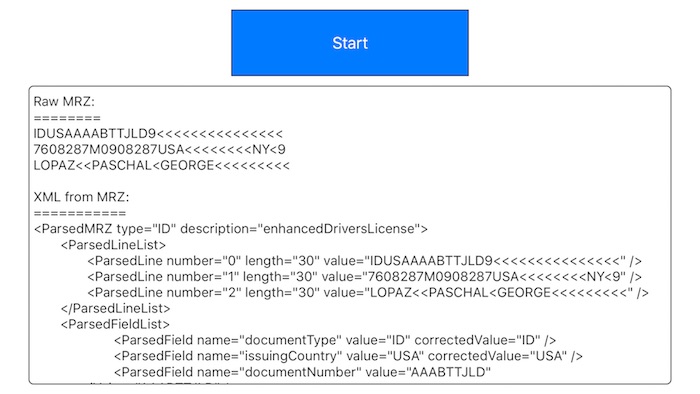 Start
Raw MRZ:
========
IDUSAAAABTTJLD9<<<<<<<<<<<<<<<
7608287M0908287USA<<<<<<<<NY<9
LOPAZ<<PASCHAL<GEORGE<<<<<<<<<
XML from MRZ:
===========
<ParsedMRZ type="ID" description="enhancedDriversLicense">
<ParsedLineList>
<ParsedLine number="0" length="30" value="IDUSAAAABTTJLD9<<<<<<<<<<<<<<<" />
<ParsedLine number="1" length="30" value="7608287M0908287USA<<<<<<<<NY<9" />
<ParsedLine number="2" length="30" value="LOPAZ<<PASCHAL<GEORGE<<<<<<<<<" />
</ParsedLineList>
<ParsedFieldList>
<ParsedField name="documentType" value="ID" correctedValue="ID" />
<ParsedField name="issuingCountry" value="USA" correctedValue="USA" />
<ParsedField name="documentNumber" value="AAABTTJLD"